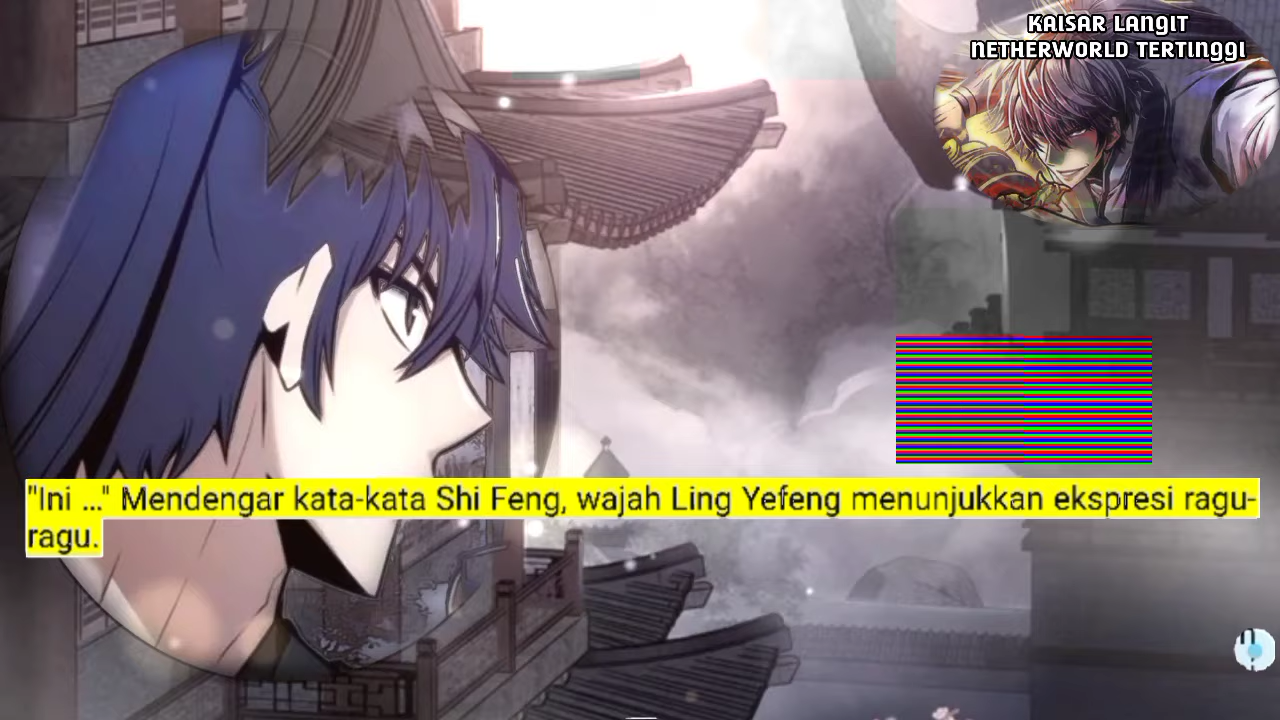 KAISAR LANGIT
NETHERWORLD TERTINGGI
"Ini ..." Mendengar kata-kata Shi Feng, wajah Ling Yefeng menunjukkan ekspresi ragu-
ragu.